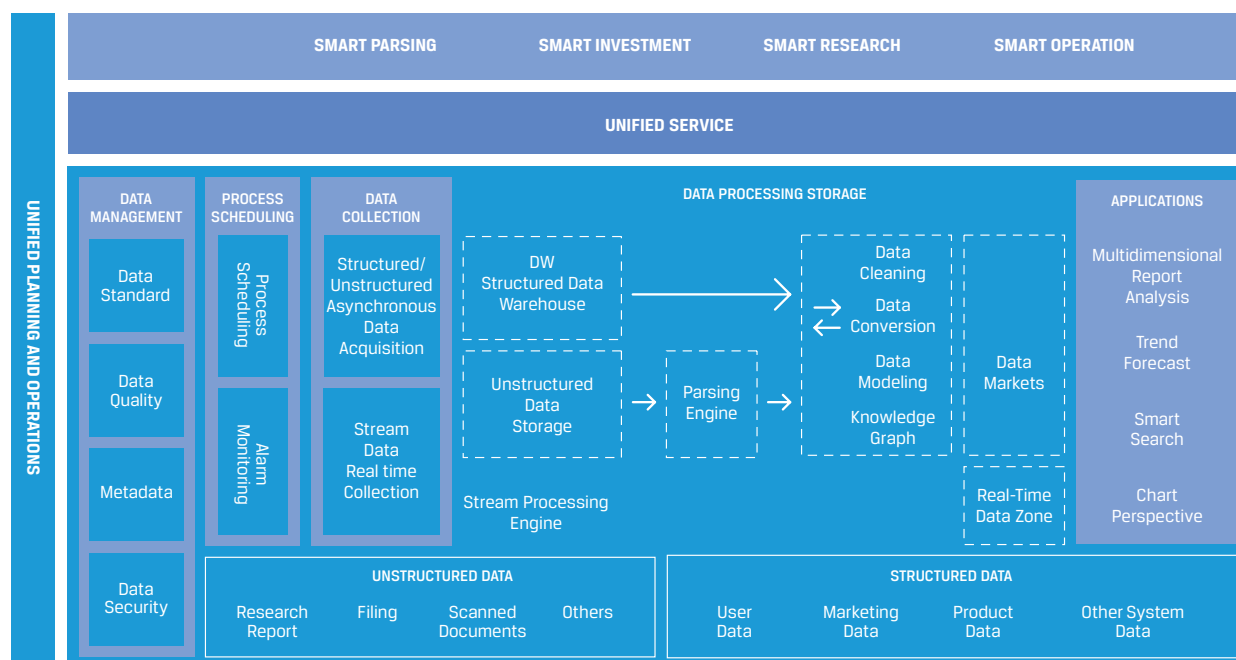 UNIFIED PLANNING AND OPERATIONS
SMART PARSING
SMART INVESTMENT
SMART RESEARCH
SMART OPERATION
UNIFIED SERVICE
DATA
MANAGEMENT
Data
Standard
Data
Quality
Metadata
Data
Security
PROCESS
SCHEDULING
Process
Scheduling
Alarm
Monitoring
DATA
COLLECTION
Structured/
Unstructured
Asynchronous
Data
Acquisition
Stream
Data
Real time
Collection
DATA PROCESSING STORAGE
DW
Structured Data
Warehouse
Unstructured
Data
Storage
Stream Processing
Engine
Parsing
Engine
Data
Cleaning
Data
Conversion
Data
Modeling
Knowledge
Graph
Data
Markets
Real-Time
Data Zone
APPLICATIONS
Multidimensional
Report
Analysis
Trend
Forecast
Smart
Search
Chart
Perspective
UNSTRUCTURED DATA
Research
Report
Filing
Scanned
Documents
Others
STRUCTURED DATA
User
Data
Marketing
Data
Product
Data
Other System
Data